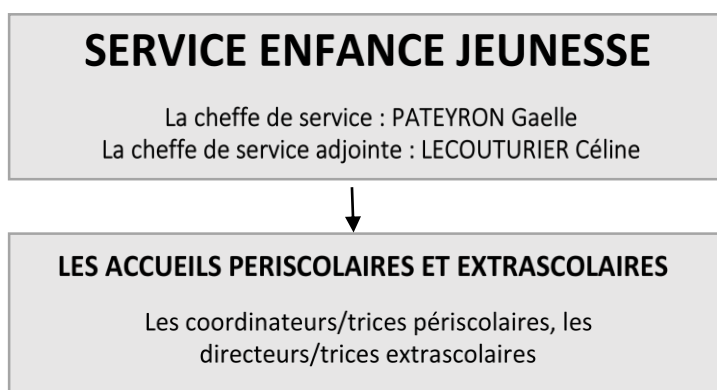 SERVICE ENFANCE JEUNESSE
La cheffe de service : PATEYRON Gaelle
La cheffe de service adjointe : LECOUTURIER Céline
LES ACCUEILS PERISCOLAIRES ET EXTRASCOLAIRES
Les coordinateurs/trices périscolaires, les
directeurs/trices extrascolaires